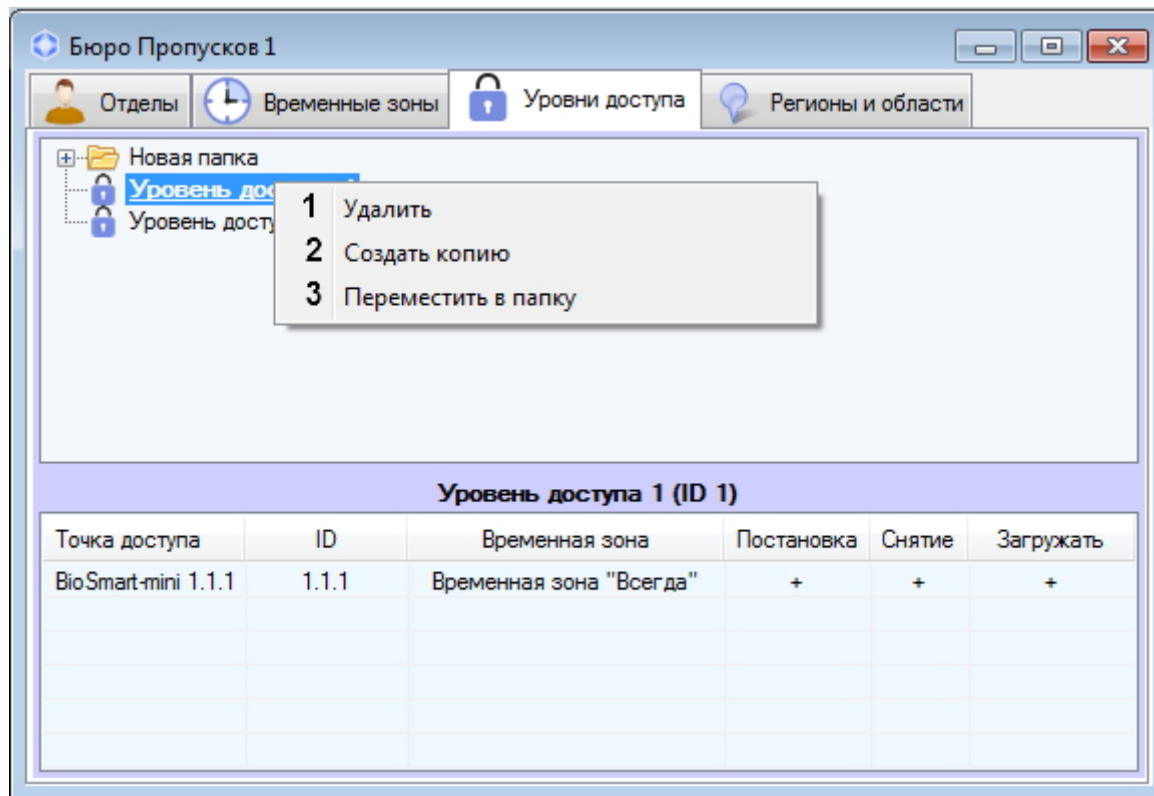 Бюро Пропусков 1
Отделы Временные зоны Уровни доступа Регионы и области
Новая папка
Уровень
Уровень
1 Удалить
2 Создать копию
3 Переместить в папку
Уровень доступа 1 (ID 1)
Точка доступа ID Временная зона Постановка Снятие Загружать
BioSmart-mini 1.1.1 1.1.1 Временная зона "Всегда" + + +